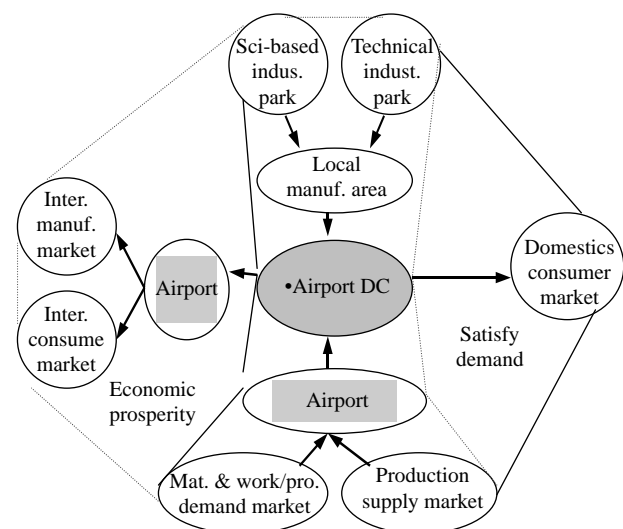 Sci-based
indus.
park
Technical
indust.
park
Local
manuf. area
Inter.
manuf.
market
Airport
•Airport DC
Domestics
consumer
market
Inter.
consume
market
Satisfy
demand
Economic
prosperity
Airport
Mat. & work/pro.
demand market
Production
supply market